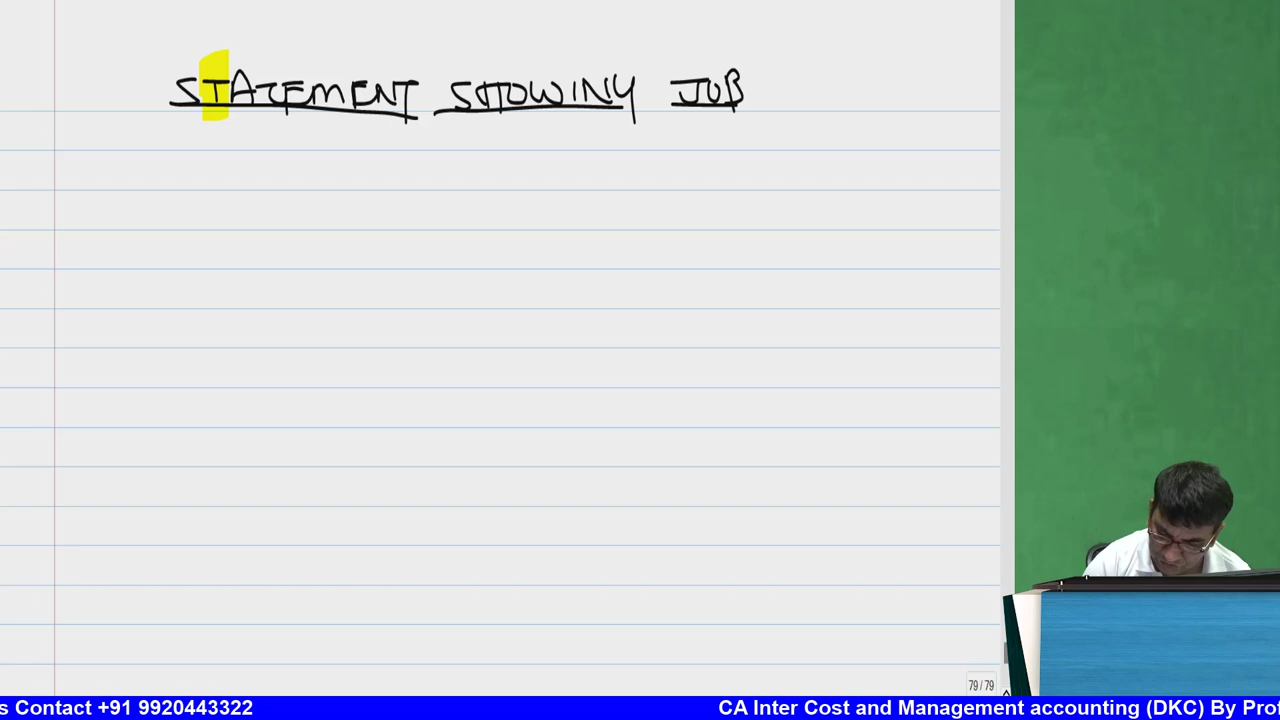 STATEMENT SHOWING JOB
79 / 79
s Contact +91 9920443322
CA Inter Cost and Management accounting (DKC) By Prof